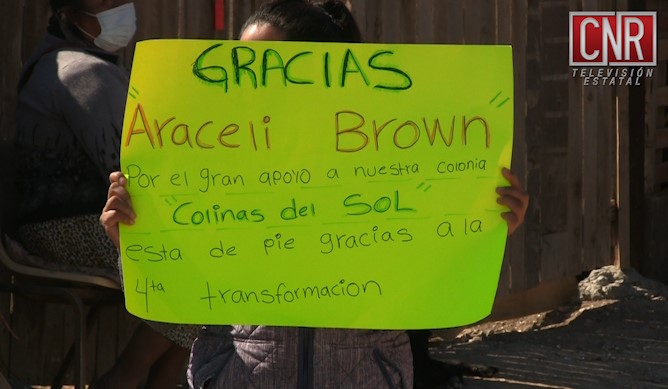 CNR
TELEVISIÓN
ESTATAL
GRACIAS
"Araceli Brown"
Por el gran apoyo a nuestra colonia
"Colinas del SOL"
esta de pie gracias a la
4ta transformacion